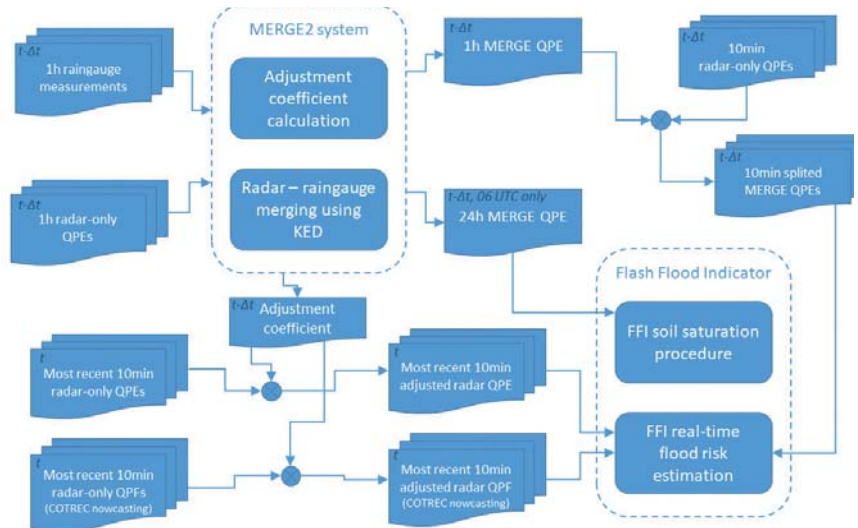 t-Δt
1h raingauge
measurements
t-Δt
1h radar-only
QPEs
MERGE2 system
Adjustment
coefficient
calculation
Radar – raingauge
merging using
KED
t-Δt
1h MERGE QPE
t
10min
radar-only QPEs
t-Δt
10min splited
MERGE QPEs
t-Δt, 06 UTC only
24h MERGE QPE
t-Δt
Adjustment
coefficient
Flash Flood Indicator
FFI soil saturation
procedure
FFI real-time
flood risk
estimation
t
Most recent 10min
radar-only QPEs
t
Most recent 10min
adjusted radar QPE
t
Most recent 10min
radar-only QPFs
(COTREC nowcasting)
t
Most recent 10min
adjusted radar QPF
(COTREC nowcasting)